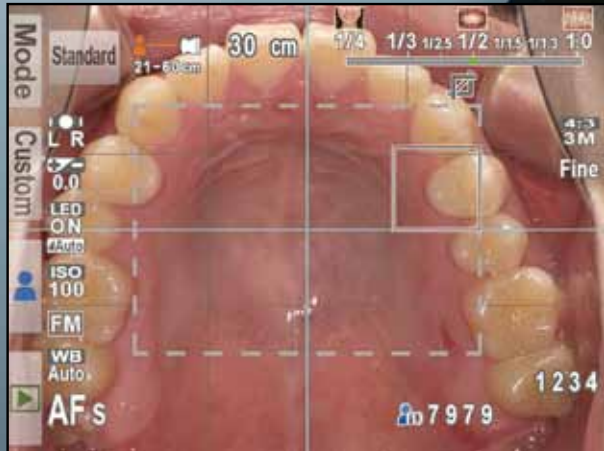 Mode
Custom
Standard
21-60cm
30 cm
1/4 1/3 1/2.5 1/2 1/1.5 1/1.3 1:0
4:3
3M
Fine
L R
0.0
LED
ON
Auto
ISO
100
FM
WB
Auto
AF S
1234
ID 7979